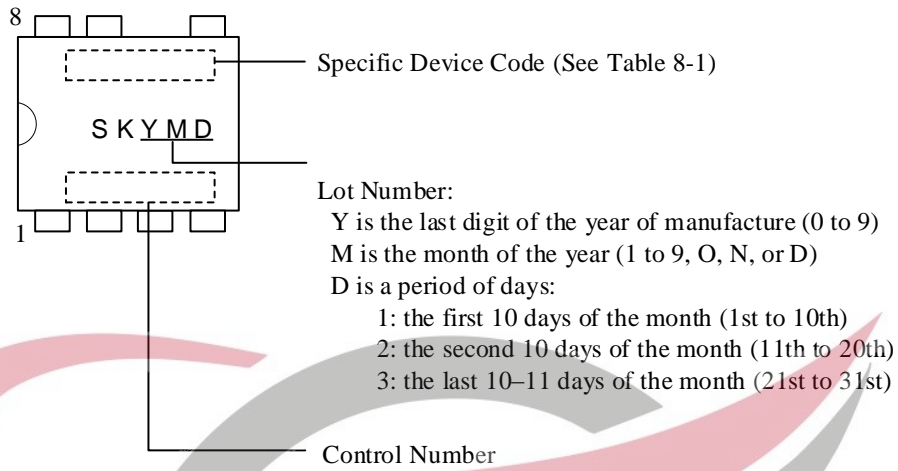 8
Specific Device Code (See Table 8-1)
S K Y M D
Lot Number:
Y is the last digit of the year of manufacture (0 to 9)
M is the month of the year (1 to 9, O, N, or D)
D is a period of days:
1: the first 10 days of the month (1st to 10th)
2: the second 10 days of the month (11th to 20th)
3: the last 10–11 days of the month (21st to 31st)
1
Control Number